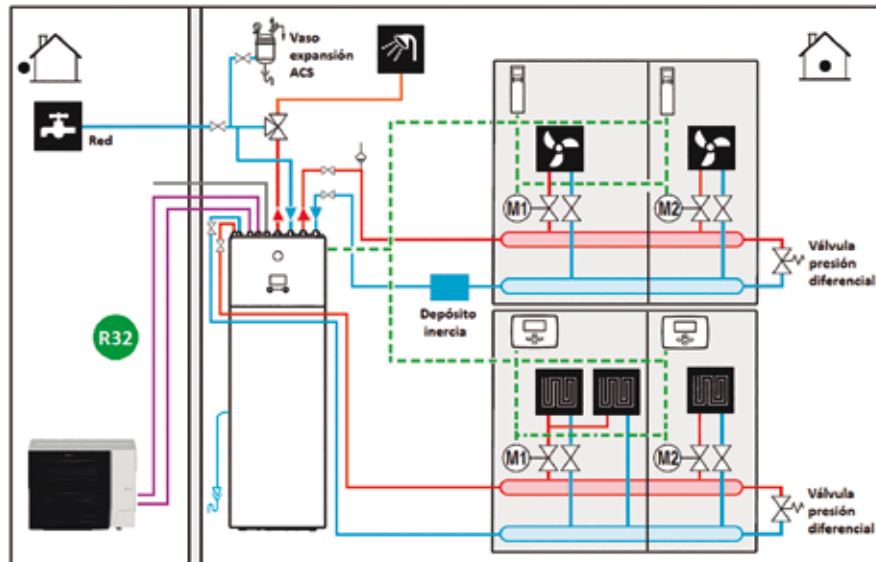 Vaso
expansión
ACS
Red
M1
M2
Válvula
presión
diferencial
Depósito
inercia
R32
M1
M2
Válvula
presión
diferencial